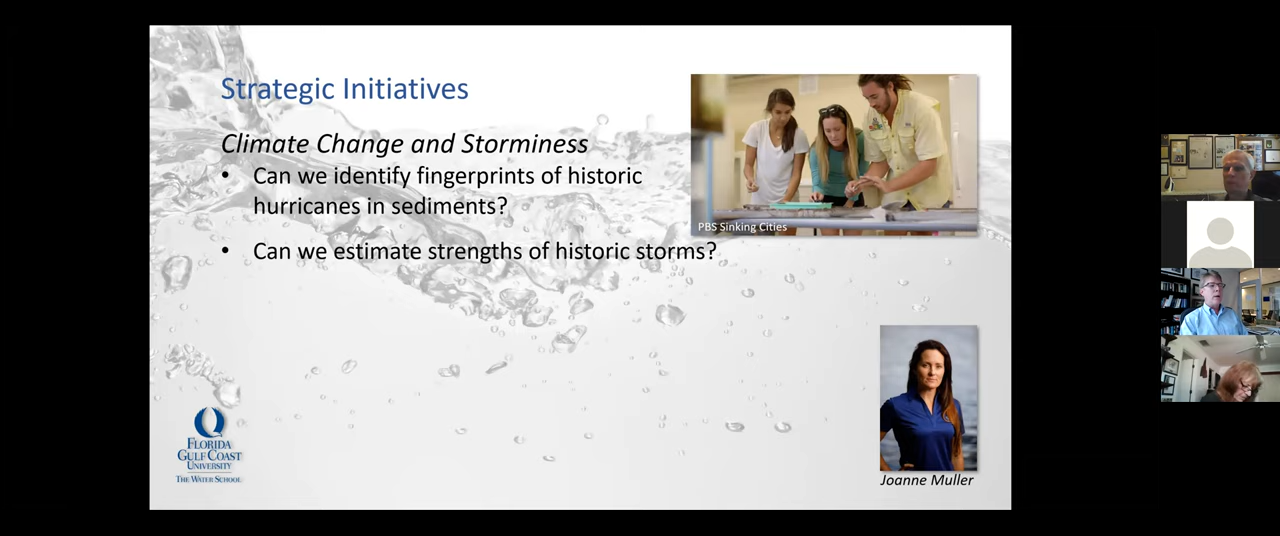 Strategic Initiatives
Climate Change and Storminess
• Can we identify fingerprints of historic
hurricanes in sediments?
• Can we estimate strengths of historic storms?
PBS Sinking Cities
Joanne Muller
FLORIDA
GULF COAST
UNIVERSITY
THE WATER SCHOOL